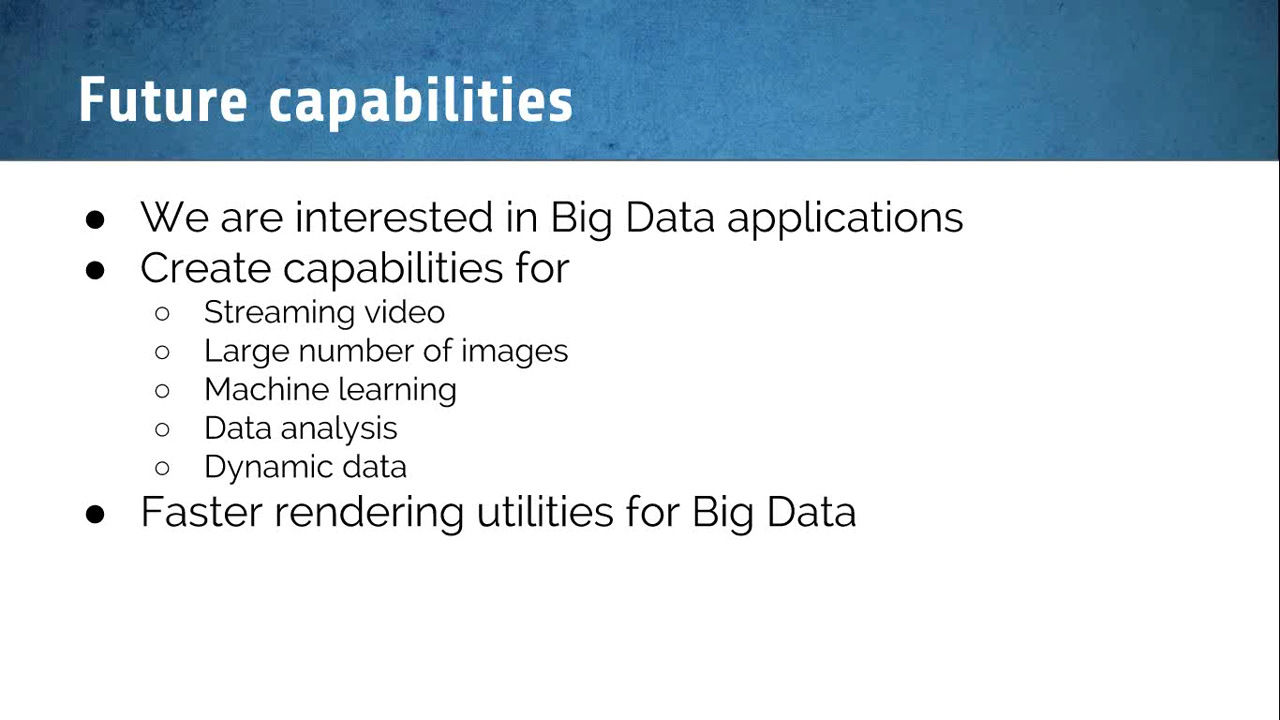 Future capabilities
● We are interested in Big Data applications
● Create capabilities for
○ Streaming video
○ Large number of images
○ Machine learning
○ Data analysis
○ Dynamic data
● Faster rendering utilities for Big Data